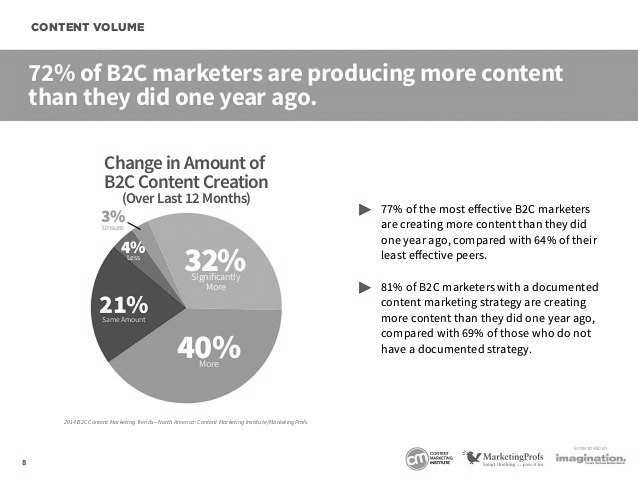 CONTENT VOLUME
72% of B2C marketers are producing more content
than they did one year ago.
Change in Amount of
B2C Content Creation
(Over Last 12 Months)
3%
Unsure
4%
Less
32%
Significantly
More
21%
Same Amount
40%
More
77% of the most effective B2C marketers
are creating more content than they did
one year ago, compared with 64% of their
least effective peers.
81% of B2C marketers with a documented
content marketing strategy are creating
more content than they did one year ago,
compared with 69% of those who do not
have a documented strategy.
2014 B2C Content Marketing Trends—North America: Content Marketing Institute/MarketingProfs
8
cm
CONTENT
MARKETING
INSTITUTE
MarketingProfs
Smart thinking ... pass it on.
SPONSORED BY
imagination.